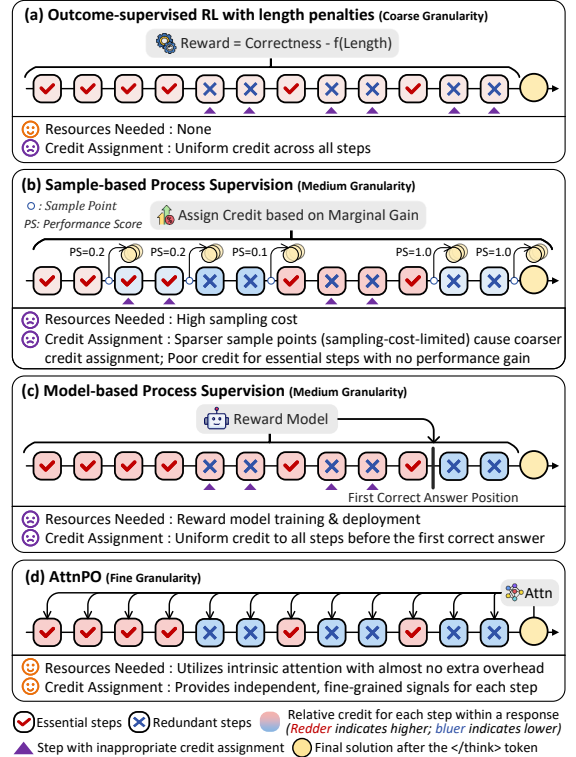 (a) Outcome-supervised RL with length penalties (Coarse Granularity)
Reward = Correctness - f(Length)
Resources Needed : None
Credit Assignment : Uniform credit across all steps
(b) Sample-based Process Supervision (Medium Granularity)
: Sample Point
PS: Performance Score
Assign Credit based on Marginal Gain
PS=0.2 PS=0.2 PS=0.1 PS=1.0 PS=1.0
Resources Needed : High sampling cost
Credit Assignment : Sparser sample points (sampling-cost-limited) cause coarser
credit assignment; Poor credit for essential steps with no performance gain
(c) Model-based Process Supervision (Medium Granularity)
Reward Model
First Correct Answer Position
Resources Needed : Reward model training & deployment
Credit Assignment : Uniform credit to all steps before the first correct answer
(d) AttnPO (Fine Granularity)
Attn
Resources Needed : Utilizes intrinsic attention with almost no extra overhead
Credit Assignment : Provides independent, fine-grained signals for each step
Essential steps
Redundant steps
Relative credit for each step within a response
(Redder indicates higher; bluer indicates lower)
Step with inappropriate credit assignment
Final solution after the </think> token